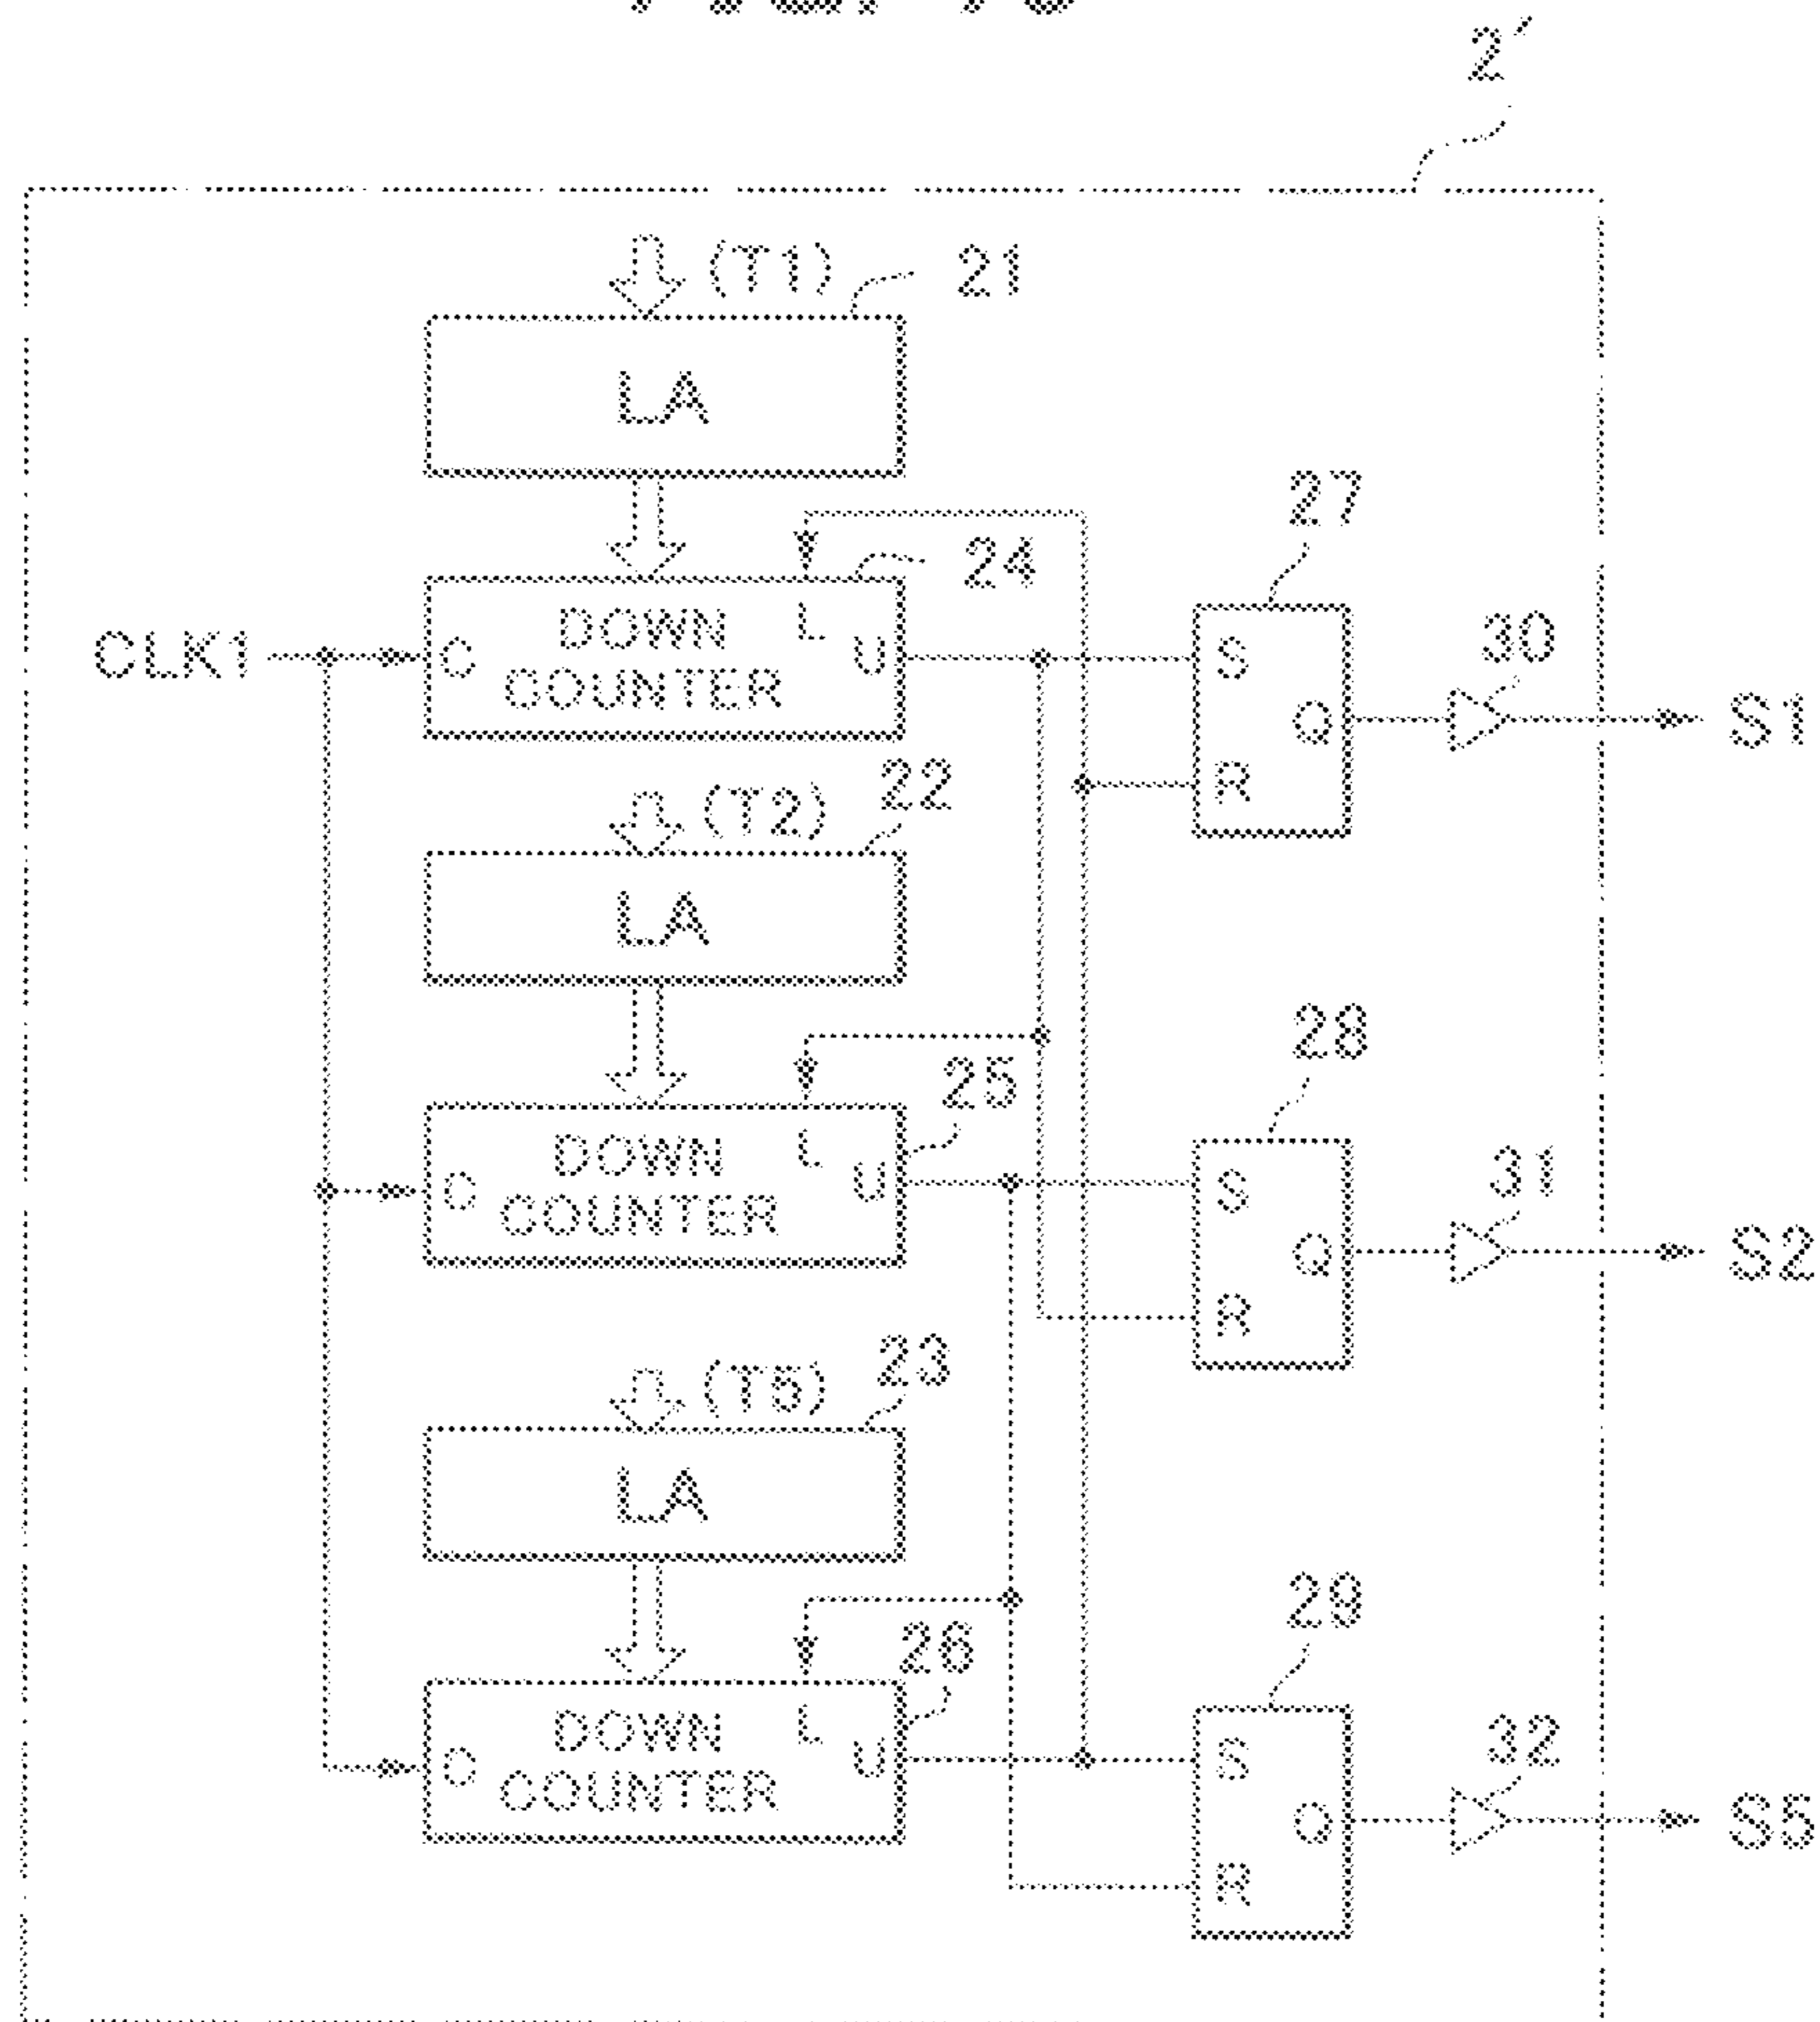 2'
(T1) 21
LA
27
24
DOWN
COUNTER
L
C
U
CLK1
S
Q
R
30
S1
(T2) 22
LA
28
25
DOWN
COUNTER
L
C
U
S
Q
R
31
S2
(T5) 23
LA
29
26
DOWN
COUNTER
L
C
U
S
Q
R
32
S5